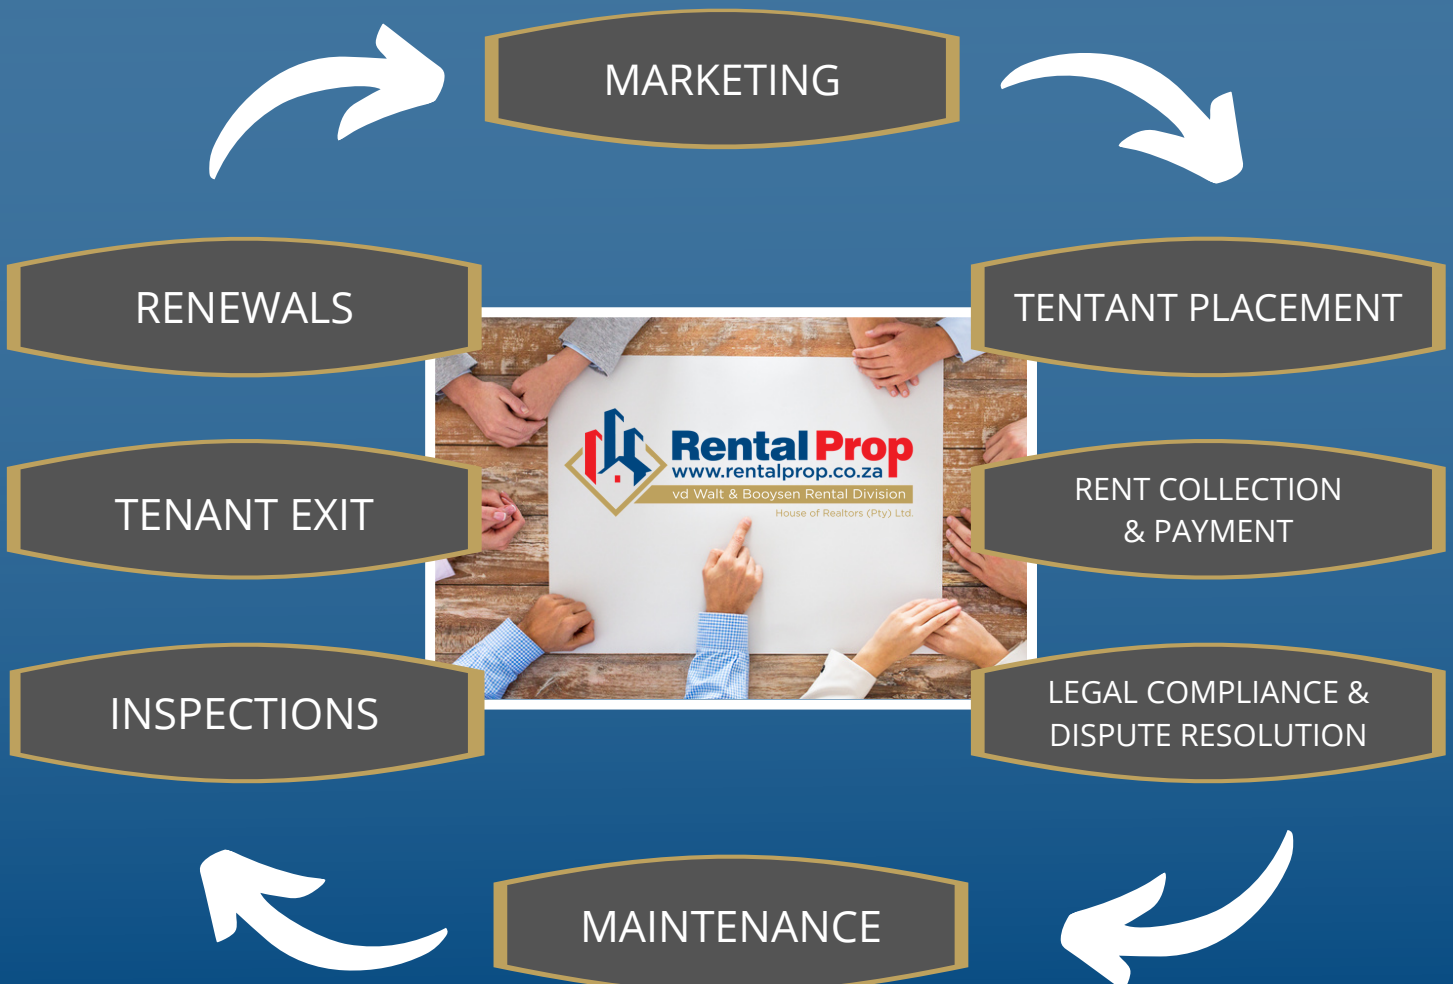 MARKETING
RENEWALS
TENTANT PLACEMENT
Rental Prop
www.rentalprop.co.za
vd Walt & Booysen Rental Division
House of Realtors (Pty) Ltd.
TENANT EXIT
RENT COLLECTION
& PAYMENT
INSPECTIONS
LEGAL COMPLIANCE &
DISPUTE RESOLUTION
MAINTENANCE